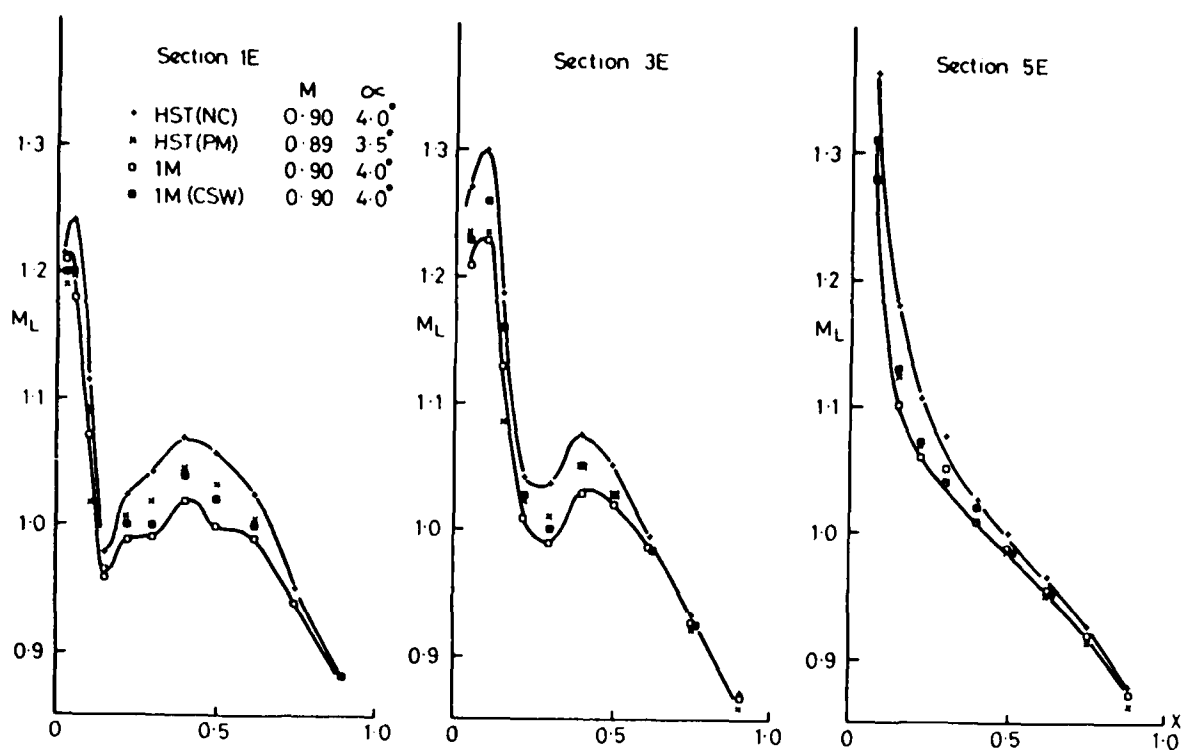 Section 1E
M α
HST(NC) 0·90 4·0°
HST(PM) 0·89 3·5°
1M 0·90 4·0°
1M (CSW) 0·90 4·0°
1·3
1·2
M_L
1·1
1·0
0·9
0 0·5 1·0
Section 3E
1·3
1·2
M_L
1·1
1·0
0·9
0 0·5 1·0
Section 5E
1·3
1·2
M_L
1·1
1·0
0·9
0 0·5 1·0 X